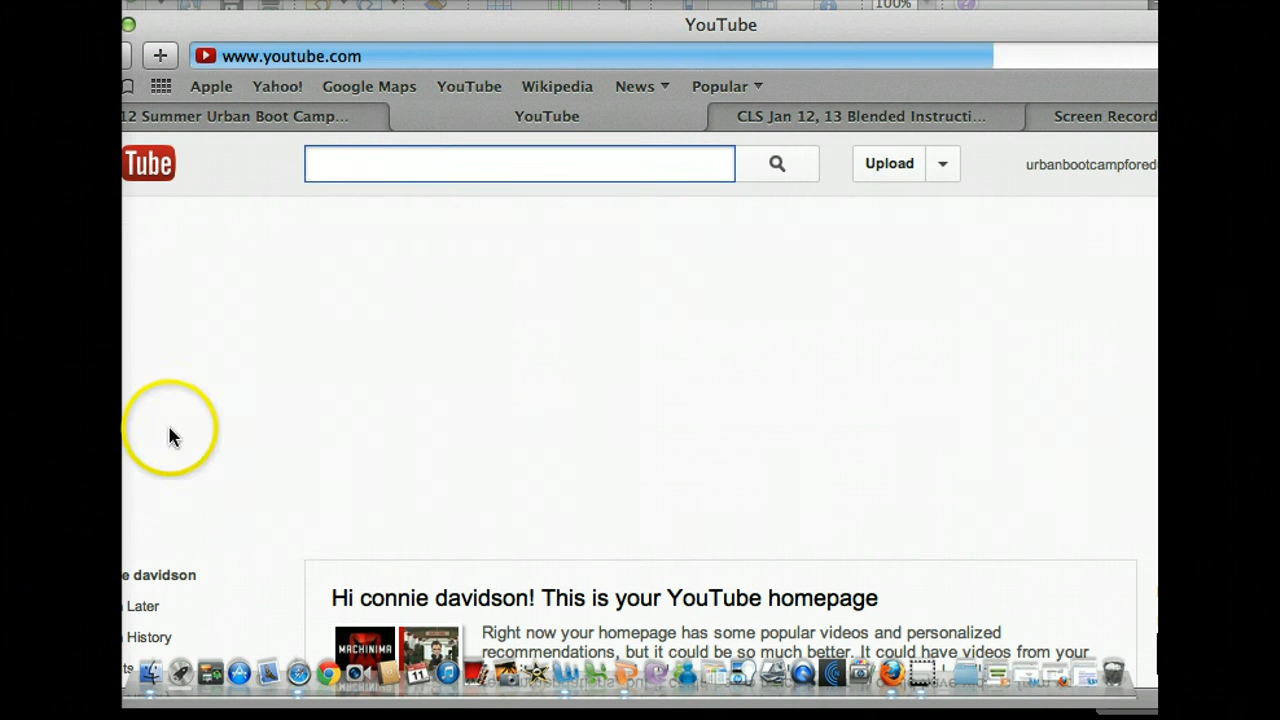 100%
YouTube
www.youtube.com
Apple Yahoo! Google Maps YouTube Wikipedia News Popular
12 Summer Urban Boot Camp... YouTube CLS Jan 12, 13 Blended Instructi... Screen Record
Tube Upload urbanbootcampfored
Hi connie davidson! This is your YouTube homepage
e davidson
Later
History
Right now your homepage has some popular videos and personalized
recommendations, but it could be so much better. It could have videos from your
MACHINIMA
11